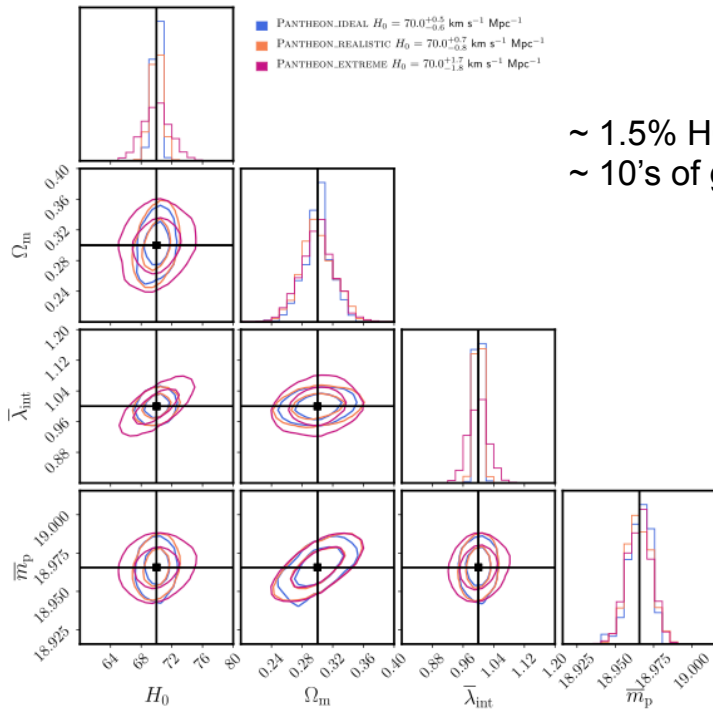 PANTHEON_IDEAL H₀ = 70.0⁺⁰·⁵₋₀.₆ km s⁻¹ Mpc⁻¹
PANTHEON_REALISTIC H₀ = 70.0⁺⁰·⁷₋₀.₈ km s⁻¹ Mpc⁻¹
PANTHEON_EXTREME H₀ = 70.0⁺¹·⁷₋₁.₈ km s⁻¹ Mpc⁻¹
~ 1.5% H
~ 10's of g
0.40
0.36
0.32
0.28
0.24
Ωm
1.20
1.12
1.04
0.96
0.88
λ̅int
19.000
18.975
18.950
18.925
m̅p
64 68 72 76 80 0.24 0.28 0.32 0.36 0.40 0.88 0.96 1.04 1.12 1.20 18.925 18.950 18.975 19.000
H₀ Ωm λ̅int m̅p